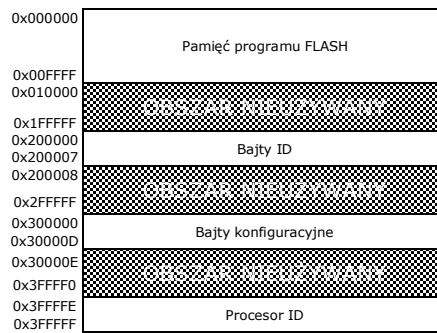 0x000000
Pamięć programu FLASH
0x00FFFF
0x010000
OBSZAR NIEUŻYWANY
0x1FFFFF
0x200000
Bajty ID
0x200007
0x200008
OBSZAR NIEUŻYWANY
0x2FFFFF
0x300000
Bajty konfiguracyjne
0x30000D
0x30000E
OBSZAR NIEUŻYWANY
0x3FFFF0
0x3FFFFE
Procesor ID
0x3FFFFF